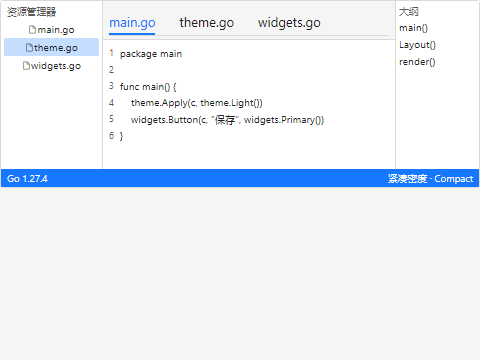 资源管理器
main.go
theme.go
widgets.go
main.go theme.go widgets.go
1 package main
2
3 func main() {
4 theme.Apply(c, theme.Light())
5 widgets.Button(c, "保存", widgets.Primary())
6 }
大纲
main()
Layout()
render()
Go 1.27.4 紧凑密度 · Compact